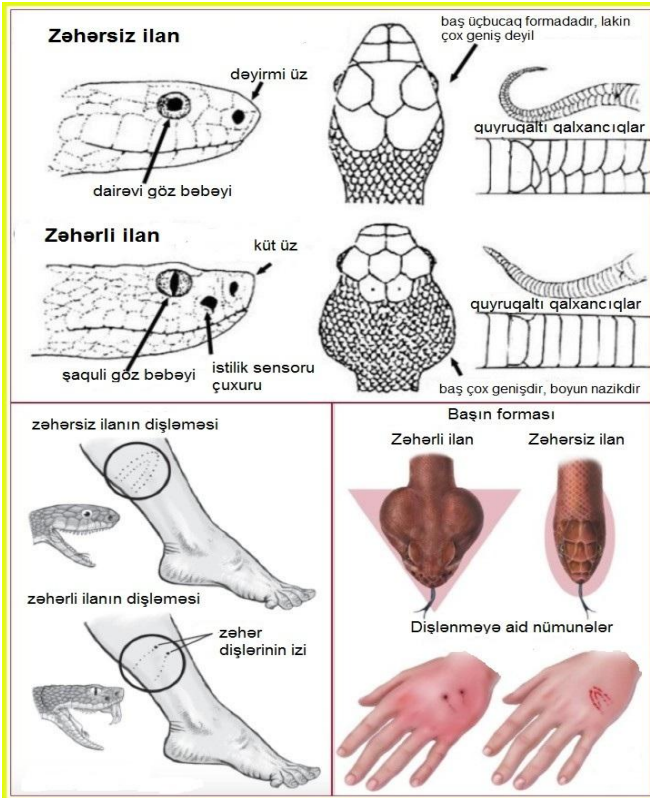 Zəhərsiz ilan
baş üçbucaq formadadır, lakin
çox geniş deyil
dəyirmi üz
dairəvi göz bəbəyi
quyruqaltı qalxancıqlar
Zəhərli ilan
küt üz
şaquli göz bəbəyi
istilik sensoru
çuxuru
quyruqaltı qalxancıqlar
baş çox genişdir, boyun nazikdir
zəhərsiz ilanın dişləməsi
zəhərli ilanın dişləməsi
zəhər
dişlərinin izi
Başın forması
Zəhərli ilan
Zəhərsiz ilan
Dişlənməyə aid nümunələr